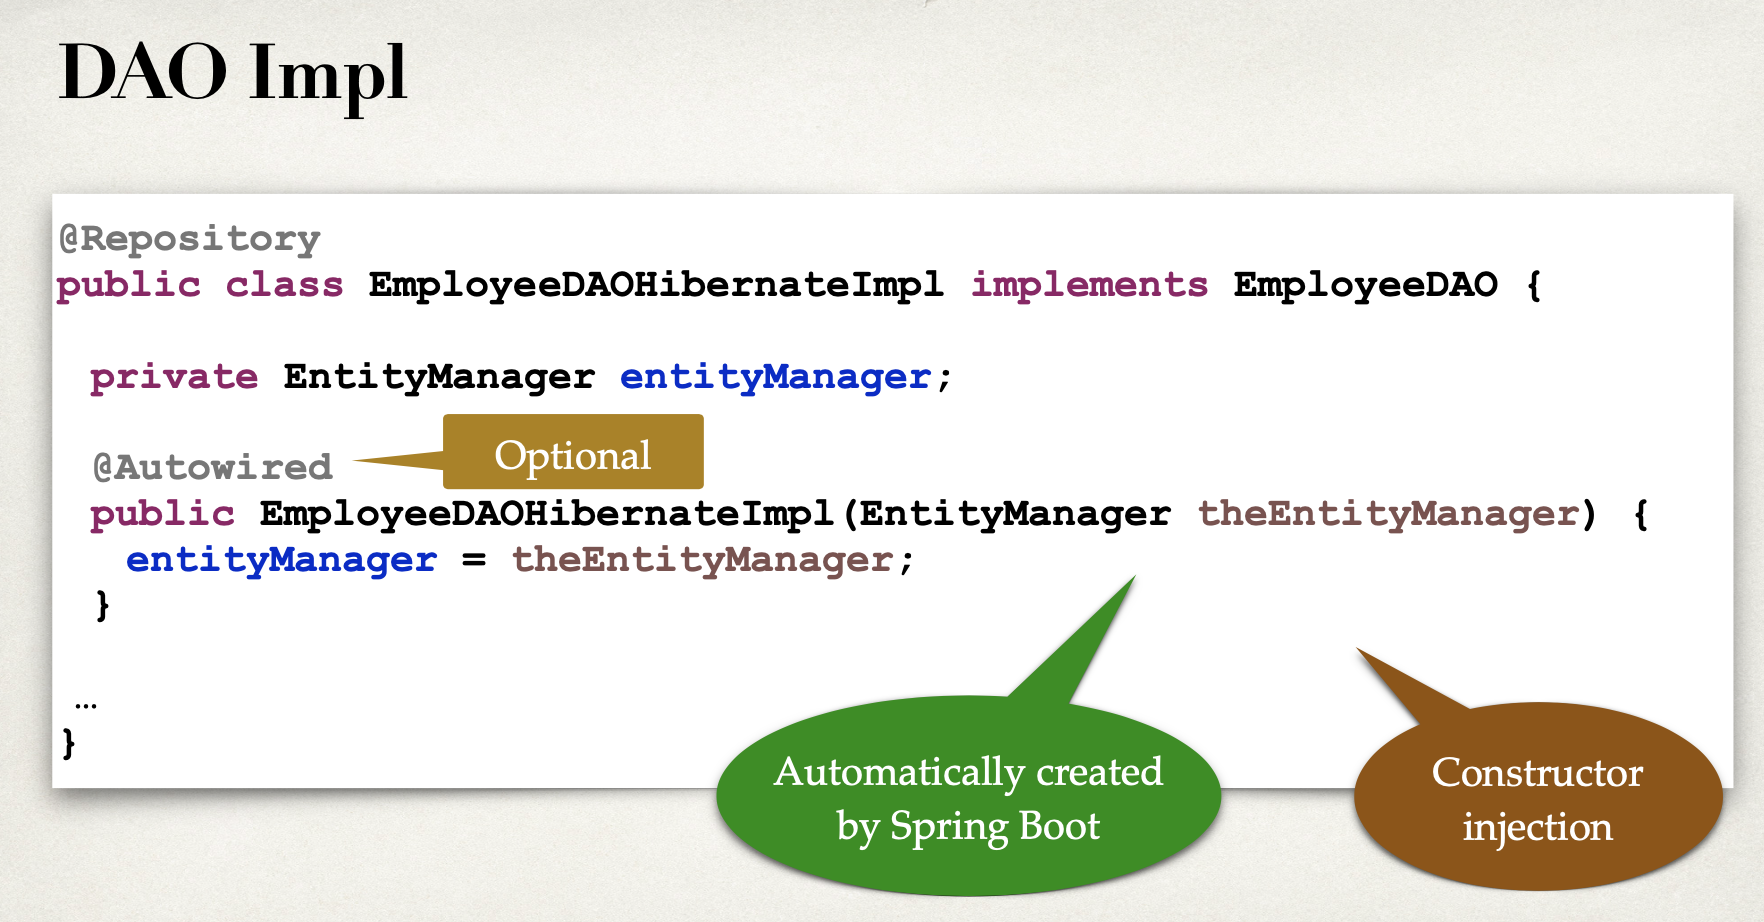 DAO Impl
@Repository
public class EmployeeDAOHibernateImpl implements EmployeeDAO {
private EntityManager entityManager;
@Autowired
Optional
public EmployeeDAOHibernateImpl(EntityManager theEntityManager) {
entityManager = theEntityManager;
}
…
}
Automatically created
by Spring Boot
Constructor
injection